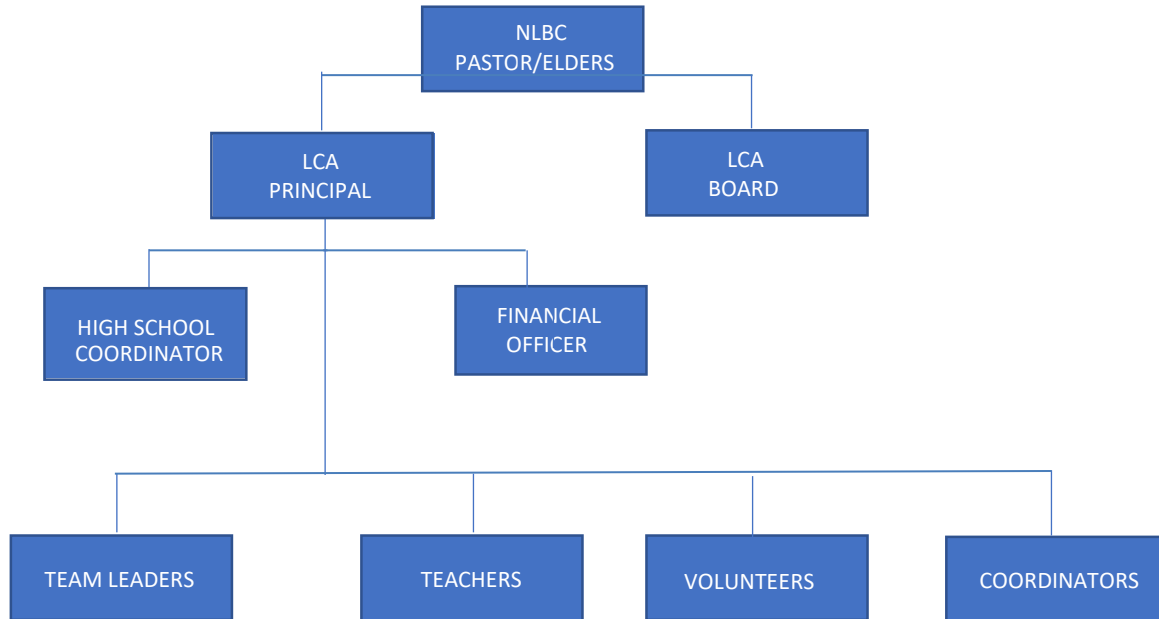 NLBC
PASTOR/ELDERS
LCA
PRINCIPAL
LCA
BOARD
HIGH SCHOOL
COORDINATOR
FINANCIAL
OFFICER
TEAM LEADERS
TEACHERS
VOLUNTEERS
COORDINATORS